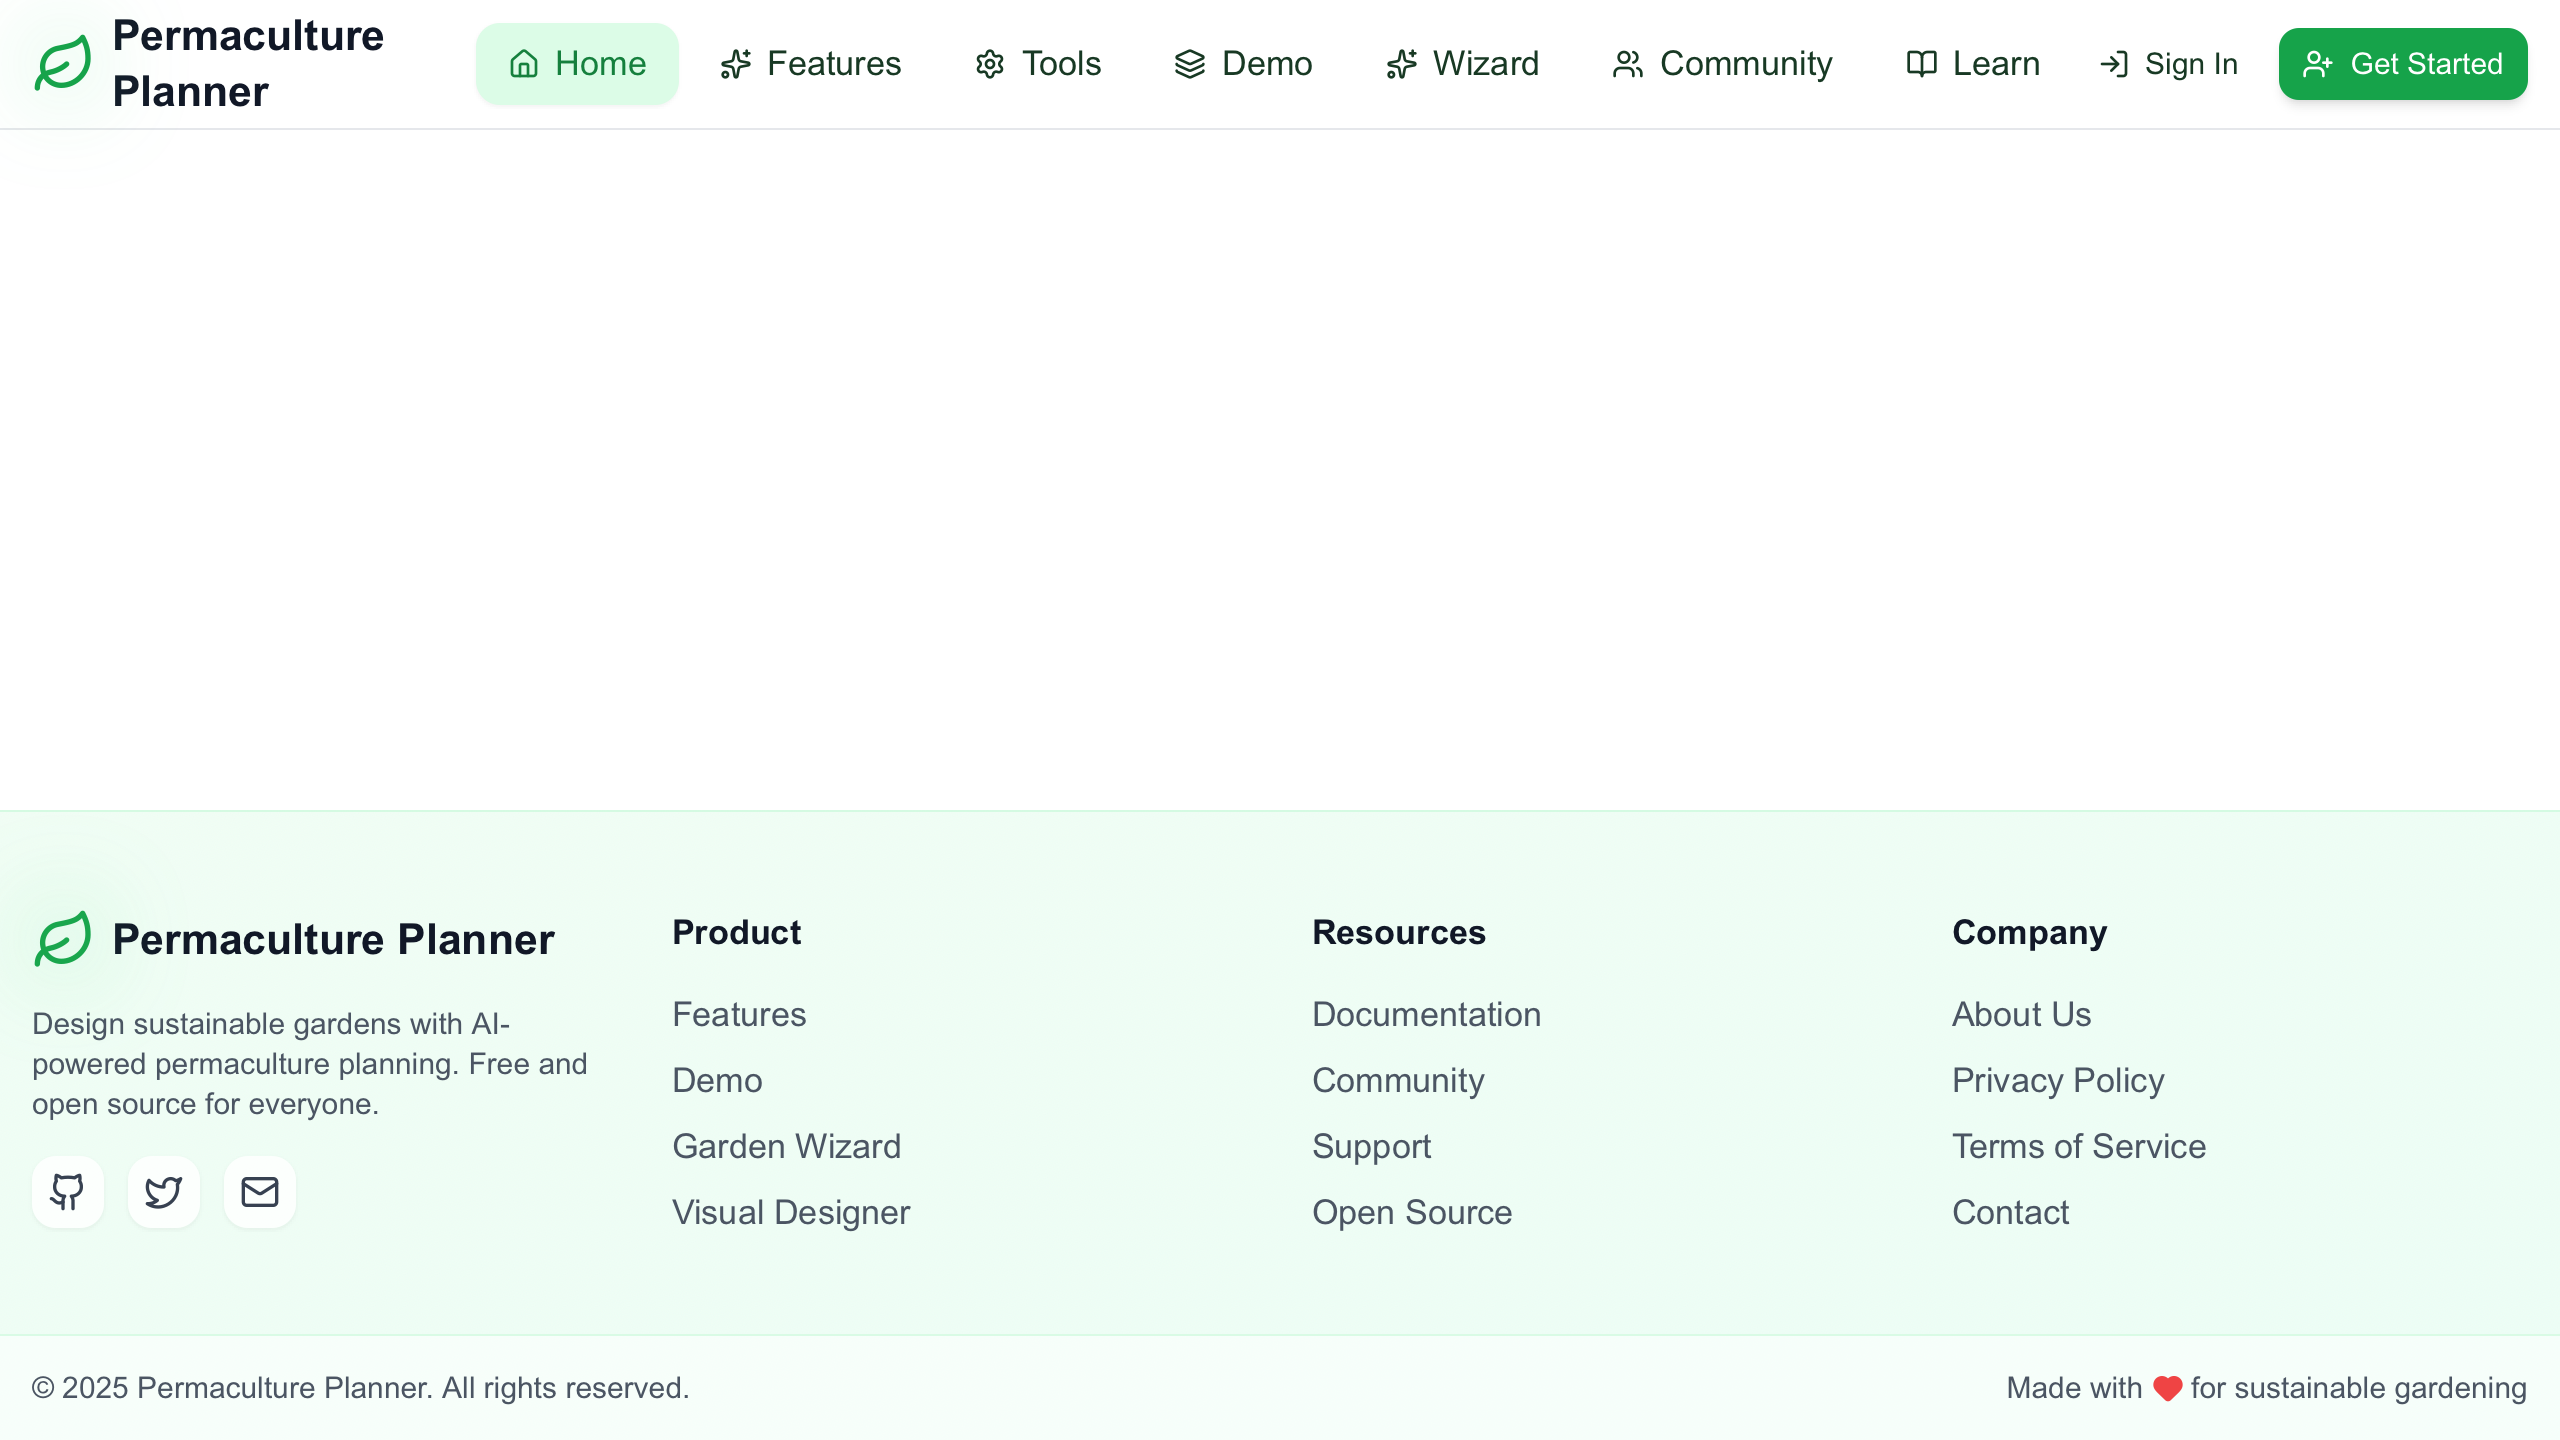 Permaculture
Planner
Home
Features
Tools
Demo
Wizard
Community
Learn
Sign In
Get Started
Permaculture Planner
Design sustainable gardens with AI-
powered permaculture planning. Free and
open source for everyone.
Product
Features
Demo
Garden Wizard
Visual Designer
Resources
Documentation
Community
Support
Open Source
Company
About Us
Privacy Policy
Terms of Service
Contact
© 2025 Permaculture Planner. All rights reserved.
Made with ❤ for sustainable gardening